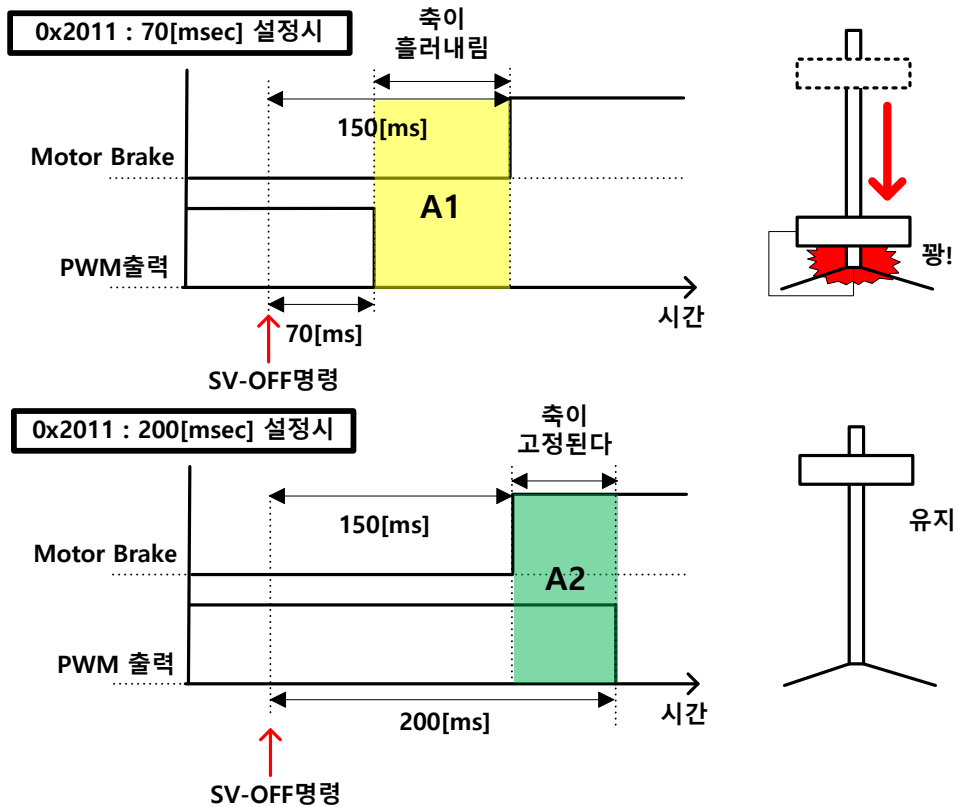 0x2011 : 70[msec] 설정시
축이
흘러내림
150[ms]
Motor Brake
A1
PWM출력
꽝!
시간
70[ms]
SV-OFF명령
0x2011 : 200[msec] 설정시
축이
고정된다
150[ms]
유지
Motor Brake
A2
PWM 출력
시간
200[ms]
SV-OFF명령